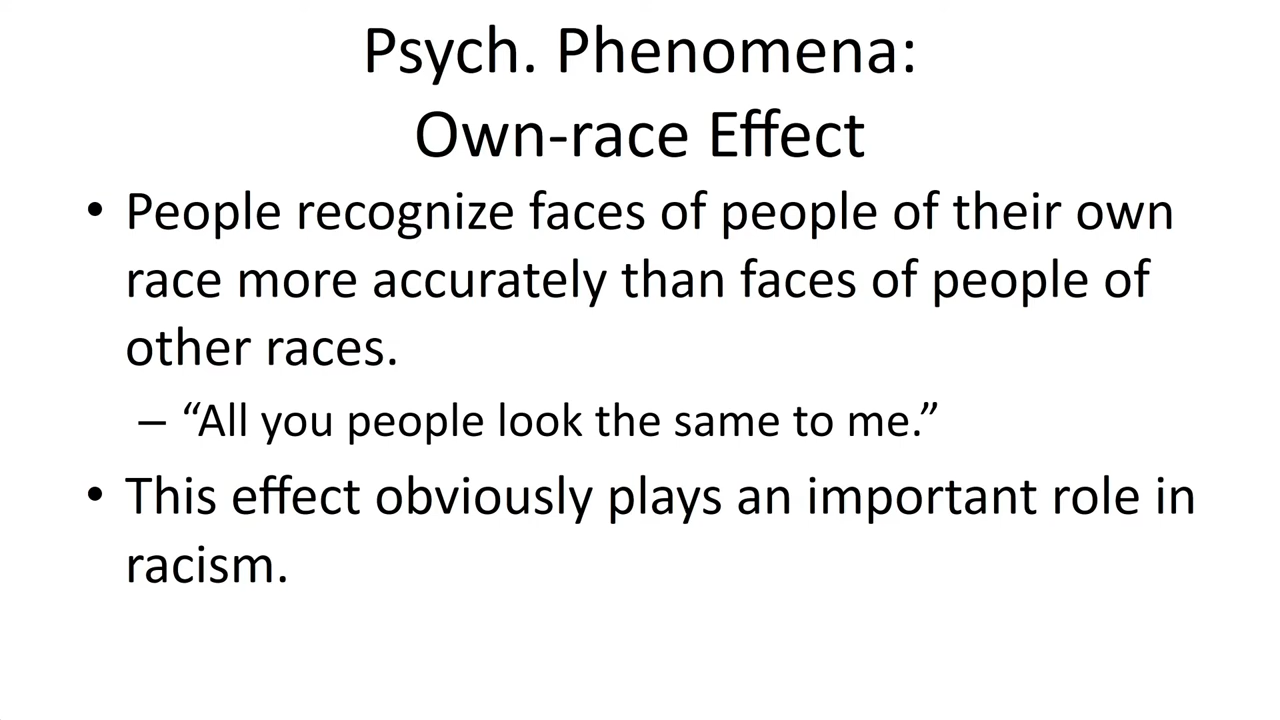 Psych. Phenomena:
Own-race Effect
• People recognize faces of people of their own
race more accurately than faces of people of
other races.
– “All you people look the same to me.”
• This effect obviously plays an important role in
racism.